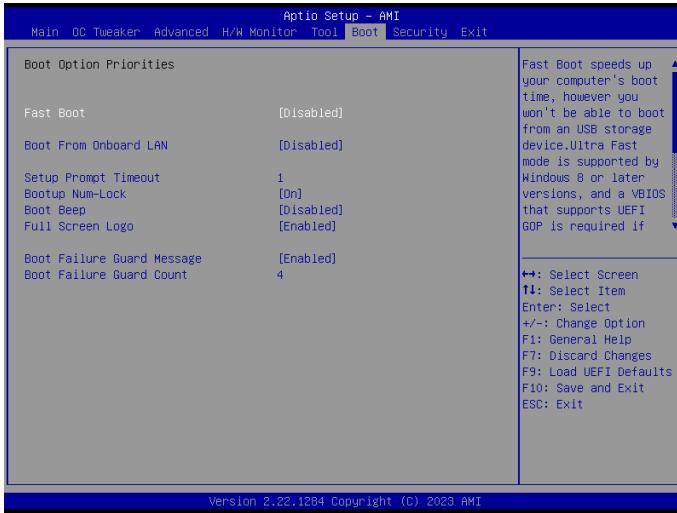 Aptio Setup – AMI
Main OC Tweaker Advanced H/W Monitor Tool Boot Security Exit
Boot Option Priorities
Fast Boot [Disabled]
Boot From Onboard LAN [Disabled]
Setup Prompt Timeout 1
Bootup Num-Lock [On]
Boot Beep [Disabled]
Full Screen Logo [Enabled]
Boot Failure Guard Message [Enabled]
Boot Failure Guard Count 4
Fast Boot speeds up
your computer's boot
time, however you
won't be able to boot
from an USB storage
device.Ultra Fast
mode is supported by
Windows 8 or later
versions, and a VBIOS
that supports UEFI
GOP is required if
↔: Select Screen
↑↓: Select Item
Enter: Select
+/-: Change Option
F1: General Help
F7: Discard Changes
F9: Load UEFI Defaults
F10: Save and Exit
ESC: Exit
Version 2.22.1284 Copyright (C) 2023 AMI